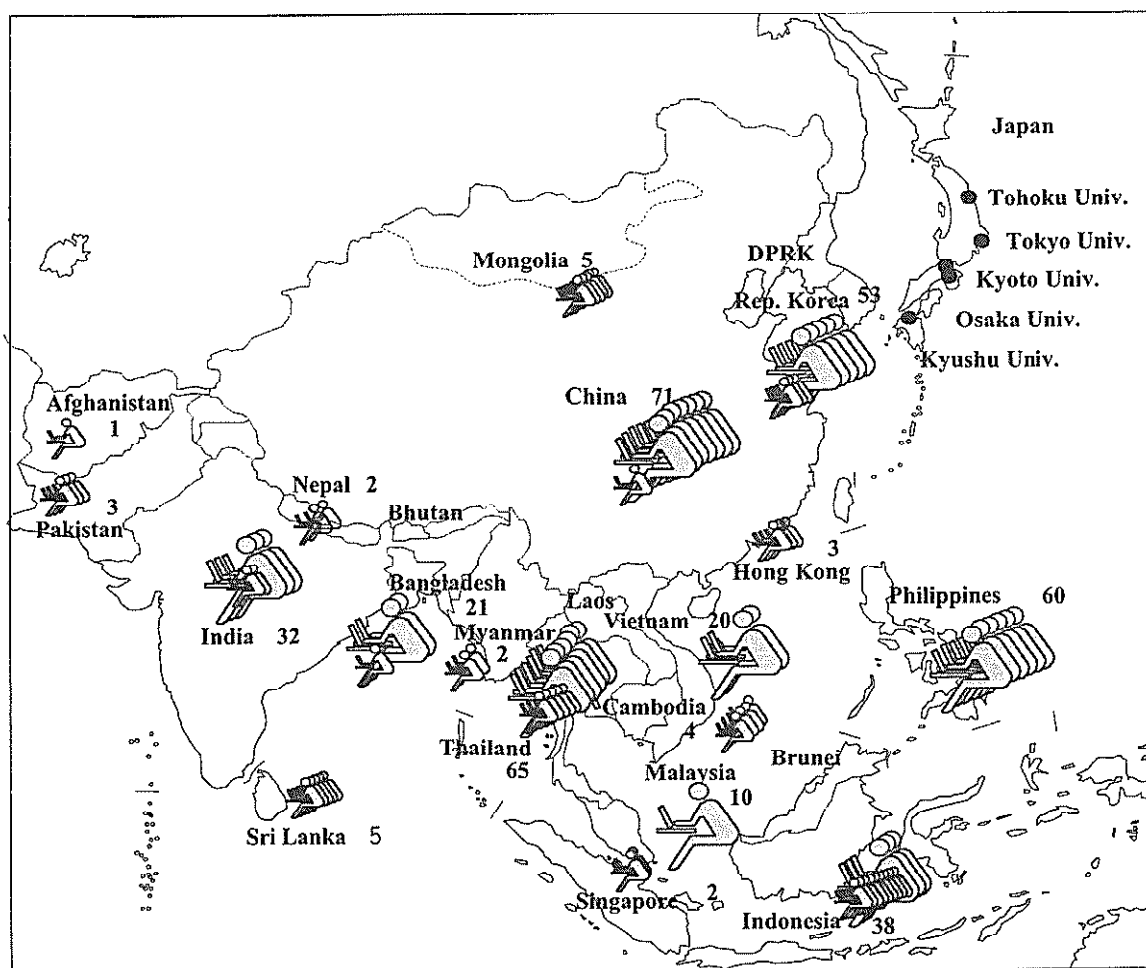 Japan
Tohoku Univ.
Tokyo Univ.
Mongolia 5
DPRK
Kyoto Univ.
Rep. Korea 53
Osaka Univ.
Kyushu Univ.
China 71
Afghanistan
1
Nepal 2
3
Pakistan
Bhutan
3
Hong Kong
Bangladesh
21
Laos
Philippines 60
India 32
Myanmar
2
Vietnam 20
Cambodia
4
Thailand
65
Brunei
Malaysia
10
Sri Lanka 5
Singapore 2
Indonesia 38